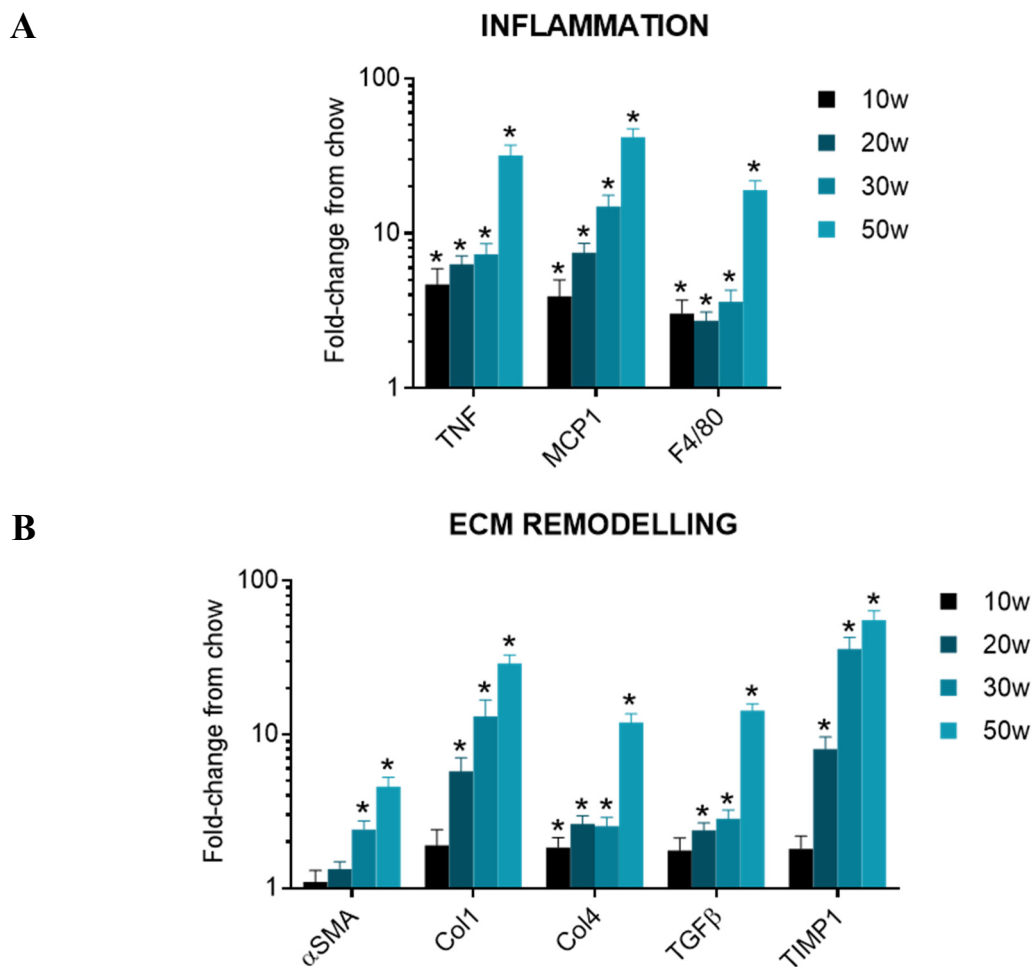 A
INFLAMMATION
Fold-change from chow
100
10
1
* * * *
* * * *
* * * *
TNF
MCP1
F4/80
10w
20w
30w
50w
B
ECM REMODELLING
Fold-change from chow
100
10
1
* *
* * *
* * * *
* * *
* * *
αSMA
Col1
Col4
TGFβ
TIMP1
10w
20w
30w
50w